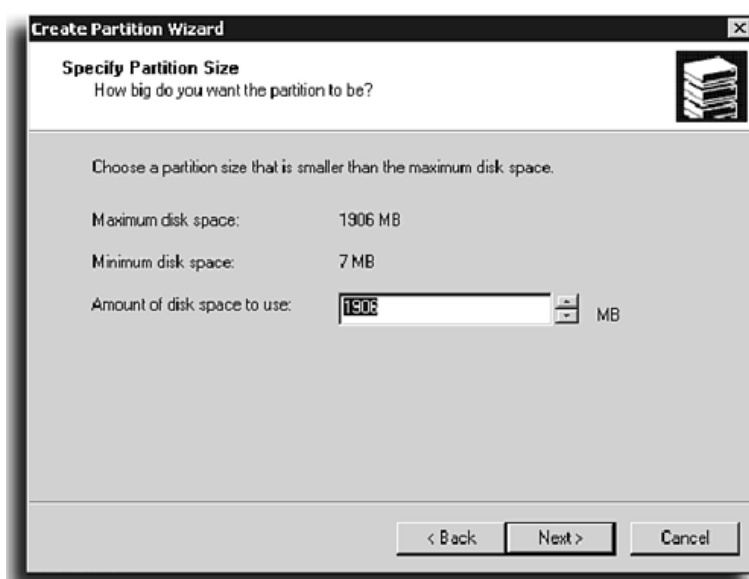 Create Partition Wizard
Specify Partition Size
How big do you want the partition to be?
Choose a partition size that is smaller than the maximum disk space.
Maximum disk space: 1906 MB
Minimum disk space: 7 MB
Amount of disk space to use: 1906 MB
< Back Next > Cancel